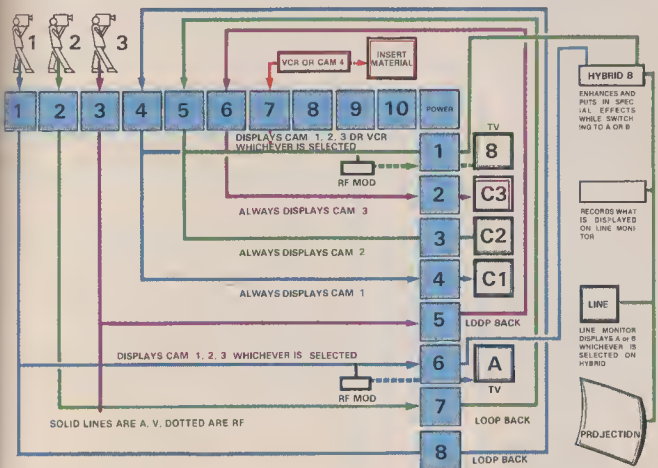 1 2 3
VCR OR CAM 4
INSERT
MATERIAL
HYBRID 8
ENHANCES AND
PUTS IN SPEC
IAL EFFECTS
WHILE SWITCH
ING TO A OR B
1 2 3 4 5 6 7 8 9 10 POWER
DISPLAYS CAM 1, 2, 3 DR VCR
WHICHEVER IS SELECTED
RF MOD
1
TV
8
2
C3
ALWAYS DISPLAYS CAM 3
RECORDS WHAT
IS DISPLAYED
ON LINE MONI
TOR
3
C2
ALWAYS DISPLAYS CAM 2
4
C1
ALWAYS DISPLAYS CAM 1
5
LDDP BACK
LINE
LINE MONITOR
DISPLAYS A or B
WHICHEVER IS
SELECTED ON
HYBRID
DISPLAYS CAM 1, 2, 3 WHICHEVER IS SELECTED
6
A
RF MOD
TV
7
LOOP BACK
SOLID LINES ARE A. V. DOTTED ARE RF
PROJECTION
8
LDDP BACK